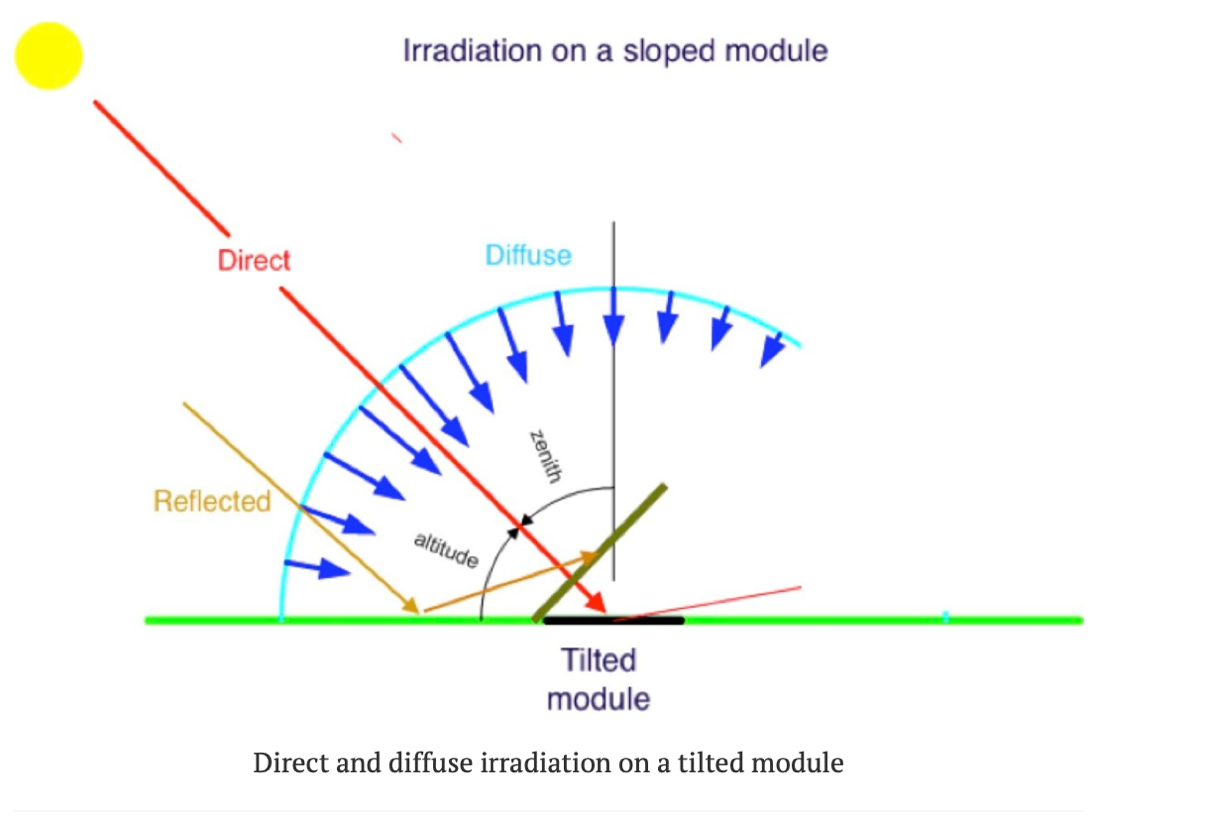 Irradiation on a sloped module
Direct
Diffuse
zenith
Reflected
altitude
Tilted
module
Direct and diffuse irradiation on a tilted module